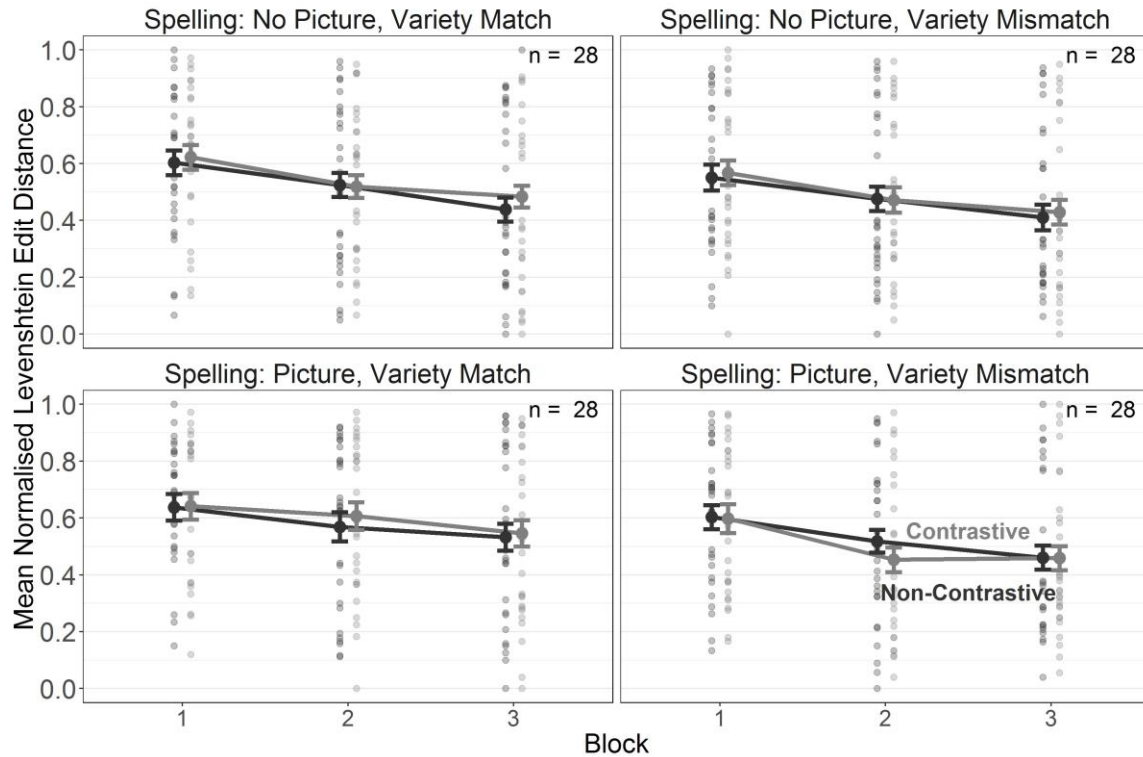 Mean Normalised Levenshtein Edit Distance
Spelling: No Picture, Variety Match
Spelling: No Picture, Variety Mismatch
1.0
0.8
0.6
0.4
0.2
0.0
n = 28
n = 28
Spelling: Picture, Variety Match
Spelling: Picture, Variety Mismatch
1.0
0.8
0.6
0.4
0.2
0.0
n = 28
n = 28
Contrastive
Non-Contrastive
1 2 3
1 2 3
Block